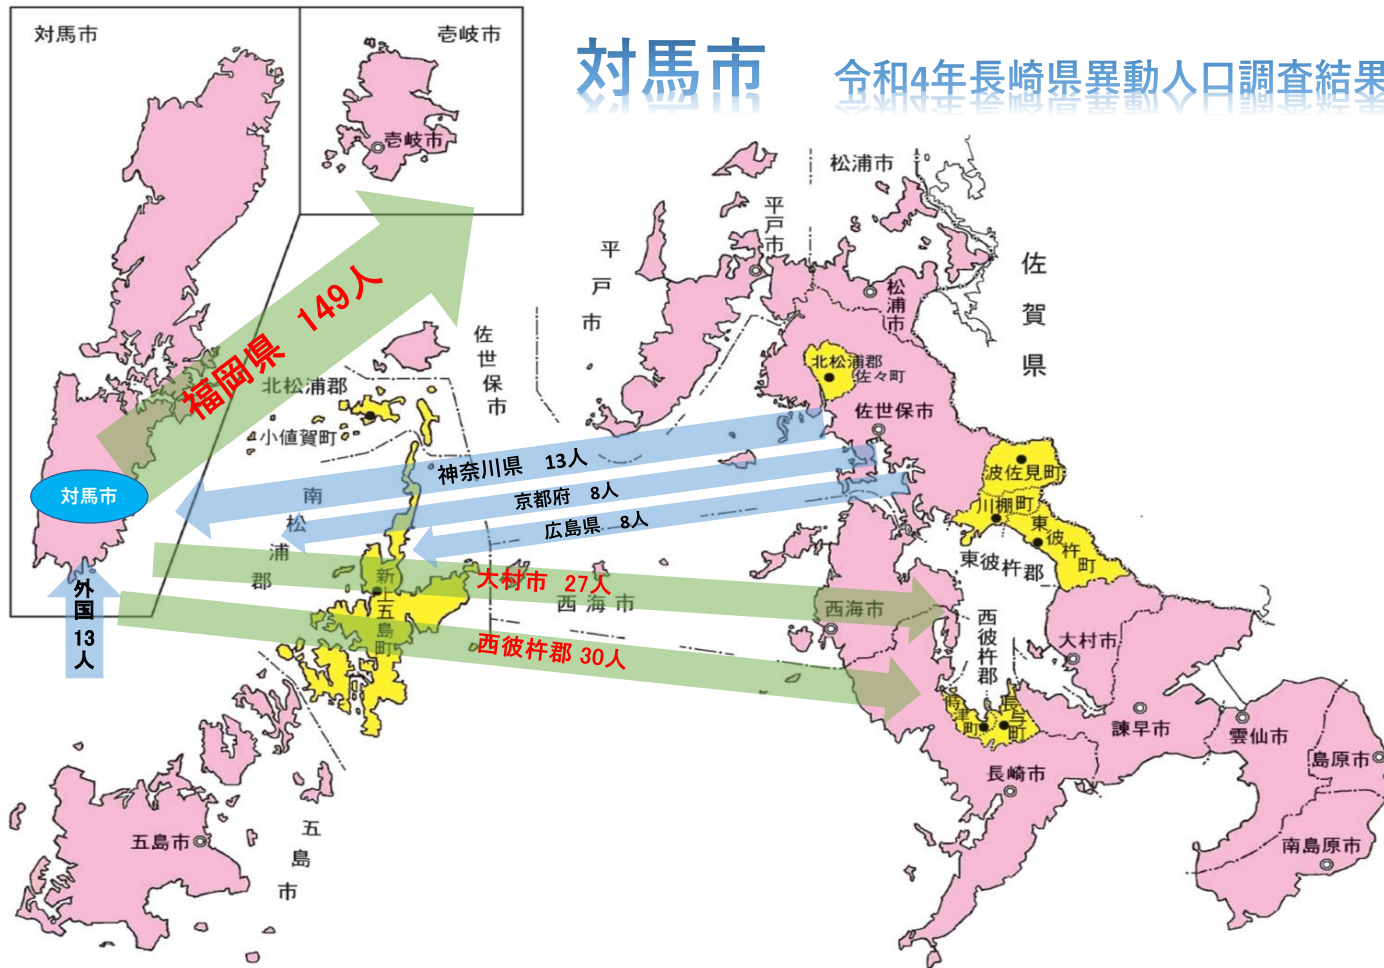 対馬市
壱岐市
対馬市
令和4年長崎県異動人口調査結果
壱岐市
松浦市
平戸市
平戸市
佐賀県
松浦市
福岡県 149人
佐世保市
北松浦郡
小値賀町
北松浦郡
佐々町
佐世保市
神奈川県 13人
京都府 8人
広島県 8人
波佐見町
川棚町
東彼杵町
東彼杵郡
対馬市
南松浦郡
新上五島町
外国 13人
大村市 27人
西海市
西海市
西彼杵郡
大村市
西彼杵郡 30人
時津町
長与町
諫早市
雲仙市
島原市
長崎市
五島市
五島市
南島原市